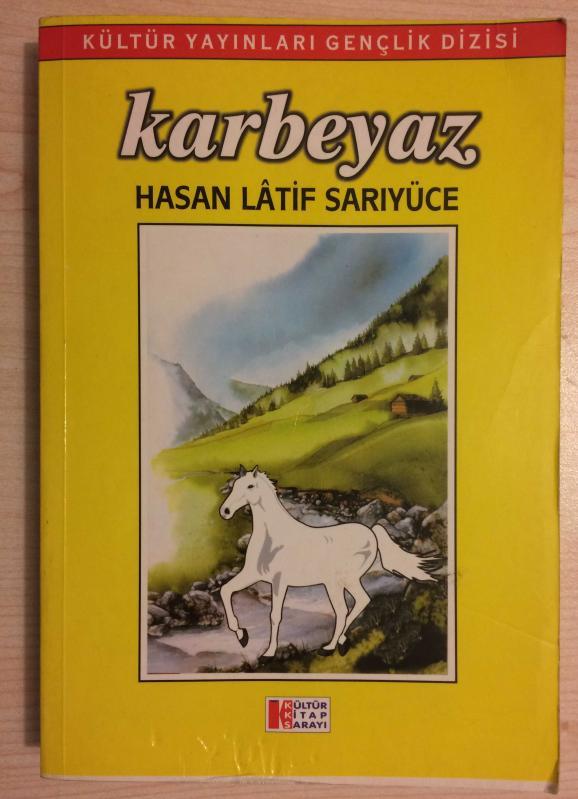 KÜLTÜR YAYINLARI GENÇLİK DİZİSİ
karbeyaz
HASAN LÂTİF SARIYÜCE
KÜLTÜR
KİTAP
SARAYI